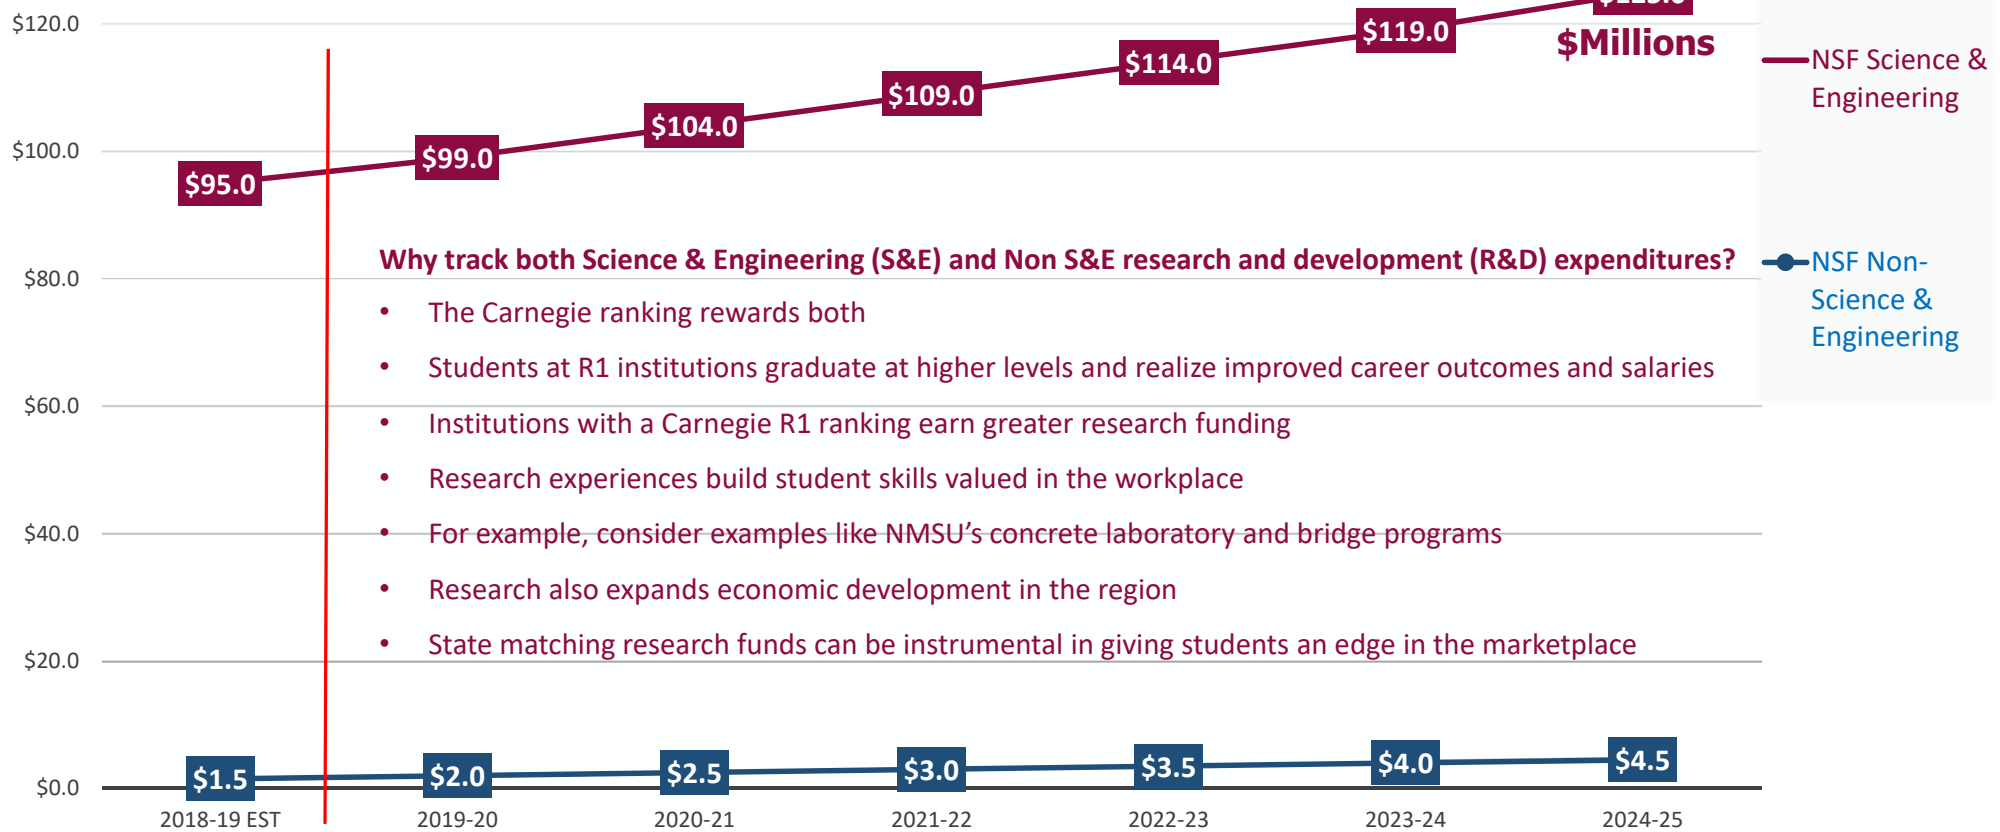 $120.0
$119.0
$Millions
$114.0
$109.0
$104.0
$100.0
$99.0
$95.0
NSF Science &
Engineering
Why track both Science & Engineering (S&E) and Non S&E research and development (R&D) expenditures?
$80.0
• The Carnegie ranking rewards both
• Students at R1 institutions graduate at higher levels and realize improved career outcomes and salaries
$60.0
• Institutions with a Carnegie R1 ranking earn greater research funding
• Research experiences build student skills valued in the workplace
$40.0
• For example, consider examples like NMSU’s concrete laboratory and bridge programs
• Research also expands economic development in the region
• State matching research funds can be instrumental in giving students an edge in the marketplace
$20.0
NSF Non-
Science &
Engineering
$0.0
$1.5
$2.0
$2.5
$3.0
$3.5
$4.0
$4.5
2018-19 EST
2019-20
2020-21
2021-22
2022-23
2023-24
2024-25